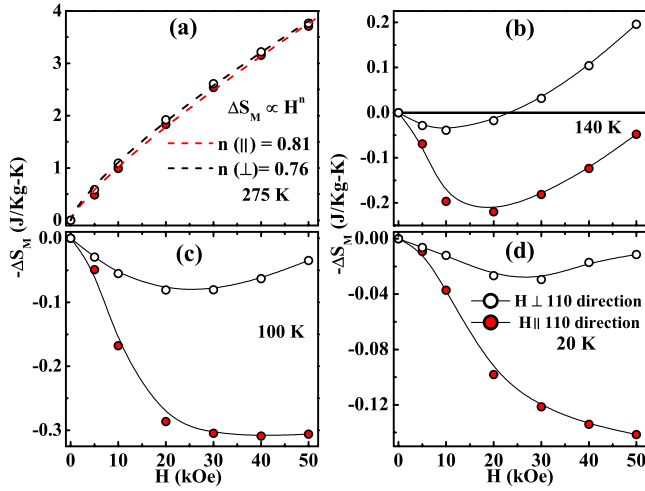 (a)
ΔS_M ∝ H^n
n (||) = 0.81
n (⊥)= 0.76
275 K
4
3
2
1
0
-ΔS_M (J/Kg-K)
(b)
140 K
0.2
0.1
0.0
-0.1
-0.2
(c)
100 K
0.0
-0.1
-0.2
-0.3
0 10 20 30 40 50
H (kOe)
(d)
H ⊥ 110 direction
H || 110 direction
20 K
0.00
-0.04
-0.08
-0.12
-ΔS_M (J/Kg-K)
0 10 20 30 40 50
H (kOe)